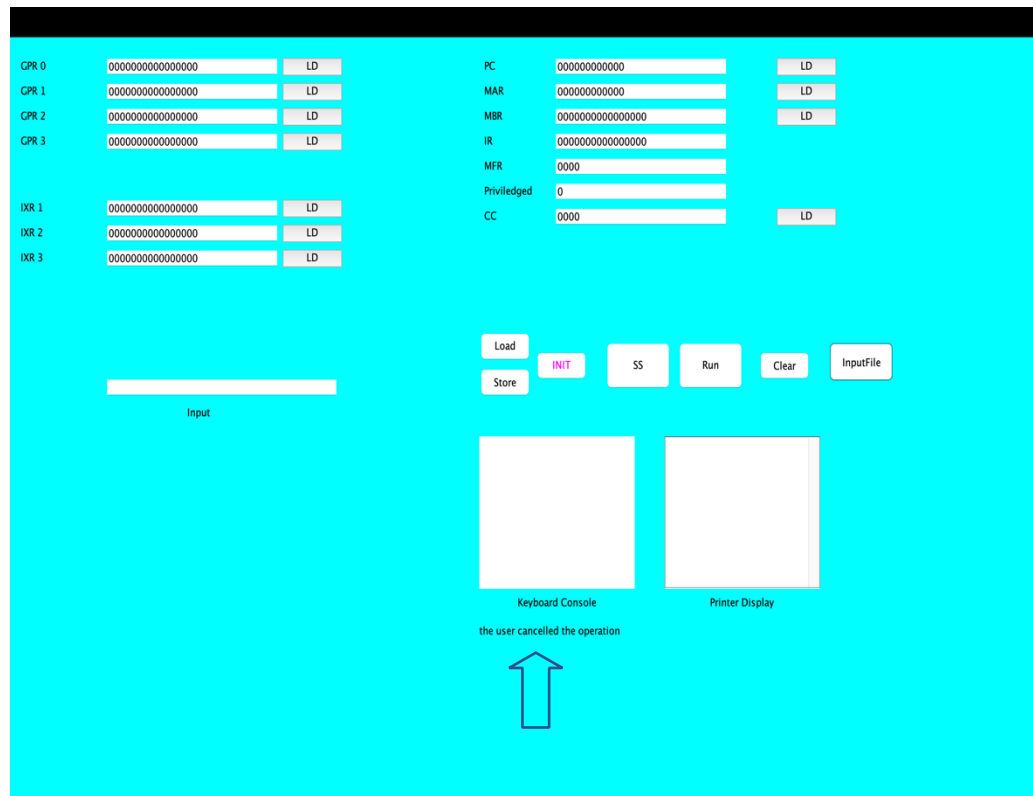 GPR 0 0000000000000000 LD PC 000000000000 LD
GPR 1 0000000000000000 LD MAR 000000000000 LD
GPR 2 0000000000000000 LD MBR 0000000000000000 LD
GPR 3 0000000000000000 LD IR 0000000000000000
MFR 0000
Priviledged 0
IXR 1 0000000000000000 LD CC 0000 LD
IXR 2 0000000000000000 LD
IXR 3 0000000000000000 LD
Load
INIT SS Run Clear InputFile
Store
Input
Keyboard Console Printer Display
the user cancelled the operation